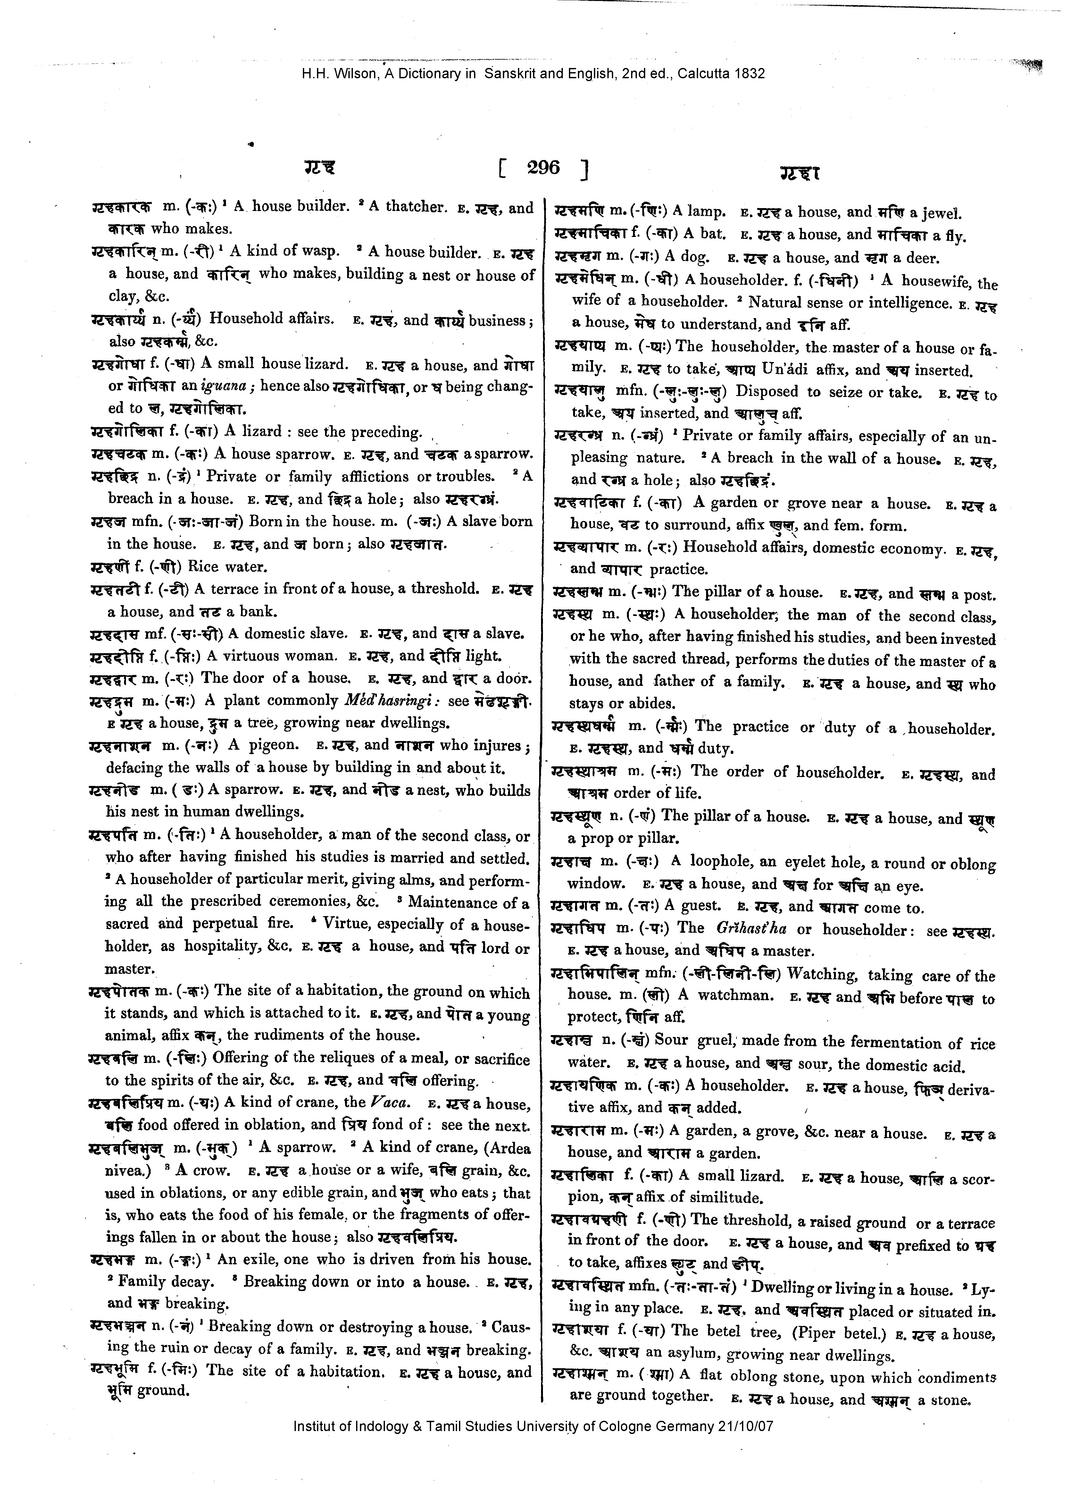 H.H. Wilson, A Dictionary in Sanskrit and English, 2nd ed., Calcutta 1832
गृह [ 296 ] गृहा
गृहकारक m. (-कः) ¹ A house builder. ² A thatcher. E. गृह, and
कारक who makes.
गृहकारिन् m. (-री) ¹ A kind of wasp. ² A house builder. E. गृह
a house, and कारिन् who makes, building a nest or house of
clay, &c.
गृहकार्य्य n. (-र्य्यं) Household affairs. E. गृह, and कार्य्य business;
also गृहकर्म्म, &c.
गृहगोधा f. (-धा) A small house lizard. E. गृह a house, and गोधा
or गोधिका an iguana; hence also गृहगोधिका, or ध being chang-
ed to ल, गृहगोलिका.
गृहगोलिका f. (-का) A lizard : see the preceding.
गृहचटक m. (-कः) A house sparrow. E. गृह, and चटक a sparrow.
गृहछिद्र n. (-द्रं) ¹ Private or family afflictions or troubles. ² A
breach in a house. E. गृह, and छिद्र a hole; also गृहरन्ध्रं.
गृहज mfn. (-जः-जा-जं) Born in the house. m. (-जः) A slave born
in the house. E. गृह, and ज born; also गृहजात.
गृहणी f. (-णी) Rice water.
गृहतटी f. (-टी) A terrace in front of a house, a threshold. E. गृह
a house, and तट a bank.
गृहदास mf. (-सः-सी) A domestic slave. E. गृह, and दास a slave.
गृहदीप्ति f. (-प्तिः) A virtuous woman. E. गृह, and दीप्ति light.
गृहद्वार m. (-रः) The door of a house. E. गृह, and द्वार a door.
गृहद्रुम m. (-मः) A plant commonly Méd'hasringi: see मेढशृङ्गी.
E गृह a house, द्रुम a tree, growing near dwellings.
गृहनाशन m. (-नः) A pigeon. E. गृह, and नाशन who injures;
defacing the walls of a house by building in and about it.
गृहनीड m. ( डः) A sparrow. E. गृह, and नीड a nest, who builds
his nest in human dwellings.
गृहपति m. (-तिः) ¹ A householder, a man of the second class, or
who after having finished his studies is married and settled.
² A householder of particular merit, giving alms, and perform-
ing all the prescribed ceremonies, &c. ³ Maintenance of a
sacred and perpetual fire. ⁴ Virtue, especially of a house-
holder, as hospitality, &c. E. गृह a house, and पति lord or
master.
गृहपोतक m. (-कः) The site of a habitation, the ground on which
it stands, and which is attached to it. E. गृह, and पोत a young
animal, affix कन्, the rudiments of the house.
गृहबलि m. (-लिः) Offering of the reliques of a meal, or sacrifice
to the spirits of the air, &c. E. गृह, and वलि offering.
गृहबलिप्रिय m. (-यः) A kind of crane, the Vaca. E. गृह a house,
बलि food offered in oblation, and प्रिय fond of : see the next.
गृहबलिभुज् m. (-भुक्) ¹ A sparrow. ² A kind of crane, (Ardea
nivea.) ³ A crow. E. गृह a house or a wife, बलि grain, &c.
used in oblations, or any edible grain, and भुज् who eats; that
is, who eats the food of his female, or the fragments of offer-
ings fallen in or about the house; also गृहवलिप्रिय.
गृहभङ्ग m. (-ङ्गः) ¹ An exile, one who is driven from his house.
² Family decay. ³ Breaking down or into a house. E. गृह,
and भङ्ग breaking.
गृहभञ्जन n. (-नं) ¹ Breaking down or destroying a house. ² Caus-
ing the ruin or decay of a family. E. गृह, and भञ्जन breaking.
गृहभूमि f. (-मिः) The site of a habitation. E. गृह a house, and
भूमि ground.
गृहमणि m. (-णिः) A lamp. E. गृह a house, and मणि a jewel.
गृहमाचिका f. (-का) A bat. E. गृह a house, and माचिका a fly.
गृहमृग m. (-गः) A dog. E. गृह a house, and मृग a deer.
गृहमेधिन् m. (-धी) A householder. f. (-धिनी) ¹ A housewife, the
wife of a householder. ² Natural sense or intelligence. E. गृह
a house, मेध to understand, and इनि aff.
गृहयाप्य m. (-प्यः) The householder, the master of a house or fa-
mily. E. गृह to take, आप्य Un'ádi affix, and अय inserted.
गृहयालु mfn. (-लुः-लुः-लु) Disposed to seize or take. E. गृह to
take, अय inserted, and आलुच् aff.
गृहरन्ध्र n. (-न्ध्रं) ¹ Private or family affairs, especially of an un-
pleasing nature. ² A breach in the wall of a house. E. गृह,
and रन्ध्र a hole; also गृहछिद्रं.
गृहवाटिका f. (-का) A garden or grove near a house. E. गृह a
house, वट to surround, affix ण्वुल्, and fem. form.
गृहव्यापार m. (-रः) Household affairs, domestic economy. E. गृह,
and व्यापार practice.
गृहस्तम्भ m. (-म्भः) The pillar of a house. E. गृह, and स्तम्भ a post.
गृहस्थ m. (-स्थः) A householder, the man of the second class,
or he who, after having finished his studies, and been invested
with the sacred thread, performs the duties of the master of a
house, and father of a family. E. गृह a house, and स्थ who
stays or abides.
गृहस्थधर्म्म m. (-र्म्मः) The practice or duty of a householder.
E. गृहस्थ, and धर्म्म duty.
गृहस्थाश्रम m. (-मः) The order of householder. E. गृहस्थ, and
आश्रम order of life.
गृहस्थूण n. (-णं) The pillar of a house. E. गृह a house, and स्थूण
a prop or pillar.
गृहाच m. (-चः) A loophole, an eyelet hole, a round or oblong
window. E. गृह a house, and अच for अचि an eye.
गृहागत m. (-तः) A guest. E. गृह, and आगत come to.
गृहाधिप m. (-पः) The Grĭhast'ha or householder: see गृहस्थ.
E. गृह a house, and अधिप a master.
गृहाभिपालिन् mfn. (-ली-लिनी-लि) Watching, taking care of the
house. m. (ली) A watchman. E. गृह and अभि before पाल to
protect, णिनि aff.
गृहाम्ल n. (-म्लं) Sour gruel, made from the fermentation of rice
water. E. गृह a house, and अम्ल sour, the domestic acid.
गृहायणिक m. (-कः) A householder. E. गृह a house, फिञ् deriva-
tive affix, and कन् added.
गृहाराम m. (-मः) A garden, a grove, &c. near a house. E. गृह a
house, and आराम a garden.
गृहालिका f. (-का) A small lizard. E. गृह a house, आलि a scor-
pion, कन् affix of similitude.
गृहावग्रहणी f. (-णी) The threshold, a raised ground or a terrace
in front of the door. E. गृह a house, and अव prefixed to ग्रह
to take, affixes ल्युट् and ङीप्.
गृहावस्थित mfn. (-तः-ता-तं) ¹ Dwelling or living in a house. ² Ly-
ing in any place. E. गृह, and अवस्थित placed or situated in.
गृहाशया f. (-या) The betel tree, (Piper betel.) E. गृह a house,
&c. आशय an asylum, growing near dwellings.
गृहाश्मन् m. (-श्मा) A flat oblong stone, upon which condiments
are ground together. E. गृह a house, and अश्मन् a stone.
Institut of Indology & Tamil Studies University of Cologne Germany 21/10/07